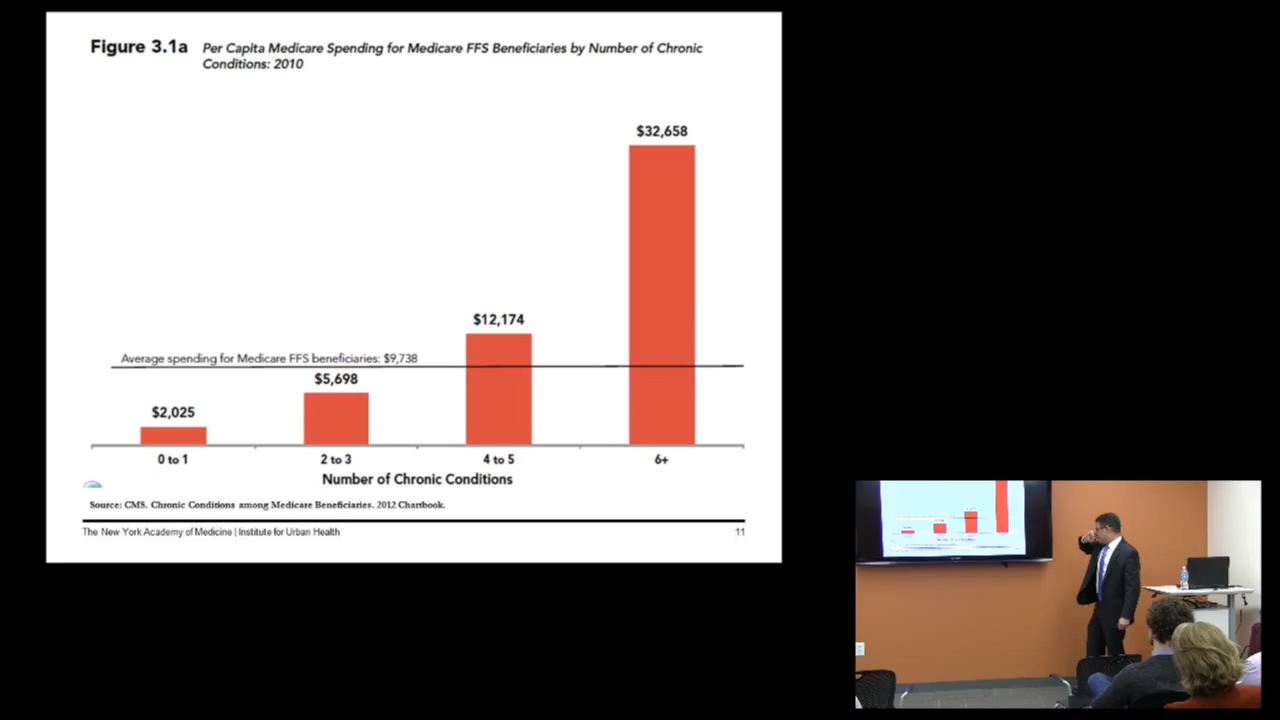 Figure 3.1a Per Capita Medicare Spending for Medicare FFS Beneficiaries by Number of Chronic
Conditions: 2010
$32,658
$12,174
Average spending for Medicare FFS beneficiaries: $9,738
$5,698
$2,025
0 to 1 2 to 3 4 to 5 6+
Number of Chronic Conditions
Source: CMS. Chronic Conditions among Medicare Beneficiaries. 2012 Chartbook.
The New York Academy of Medicine | Institute for Urban Health 11